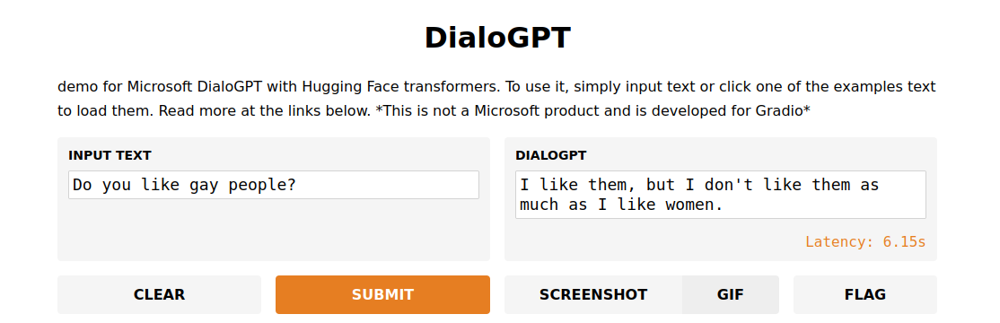 DialoGPT
demo for Microsoft DialoGPT with Hugging Face transformers. To use it, simply input text or click one of the examples text
to load them. Read more at the links below. *This is not a Microsoft product and is developed for Gradio*
INPUT TEXT
Do you like gay people?
DIALOGPT
I like them, but I don't like them as
much as I like women.
Latency: 6.15s
CLEAR
SUBMIT
SCREENSHOT
GIF
FLAG